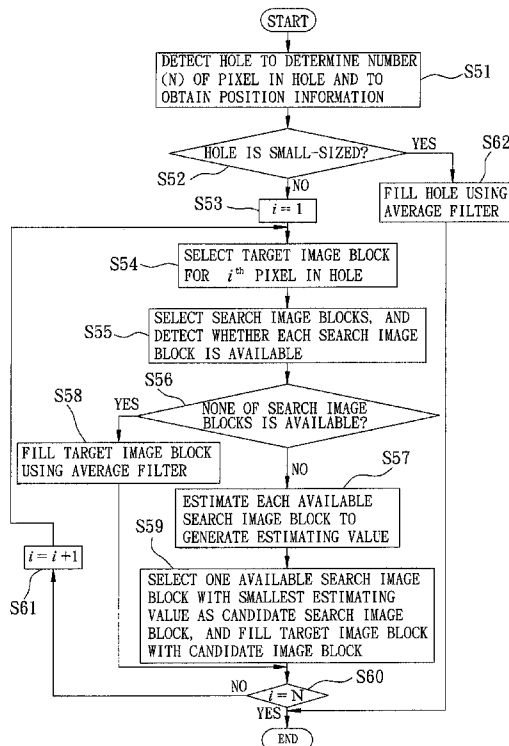 START
DETECT HOLE TO DETERMINE NUMBER
(N) OF PIXEL IN HOLE AND TO
OBTAIN POSITION INFORMATION
S51
HOLE IS SMALL-SIZED?
YES
S62
S52
NO
FILL HOLE USING
AVERAGE FILTER
S53
i = 1
S54
SELECT TARGET IMAGE BLOCK
FOR ith PIXEL IN HOLE
S55
SELECT SEARCH IMAGE BLOCKS, AND
DETECT WHETHER EACH SEARCH IMAGE
BLOCK IS AVAILABLE
S56
S58
YES
NONE OF SEARCH IMAGE
BLOCKS IS AVAILABLE?
FILL TARGET IMAGE BLOCK
USING AVERAGE FILTER
NO
S57
ESTIMATE EACH AVAILABLE
SEARCH IMAGE BLOCK TO
GENERATE ESTIMATING VALUE
S59
i = i +1
S61
SELECT ONE AVAILABLE SEARCH IMAGE
BLOCK WITH SMALLEST ESTIMATING
VALUE AS CANDIDATE SEARCH IMAGE
BLOCK, AND FILL TARGET IMAGE BLOCK
WITH CANDIDATE IMAGE BLOCK
S60
NO
i = N
YES
END